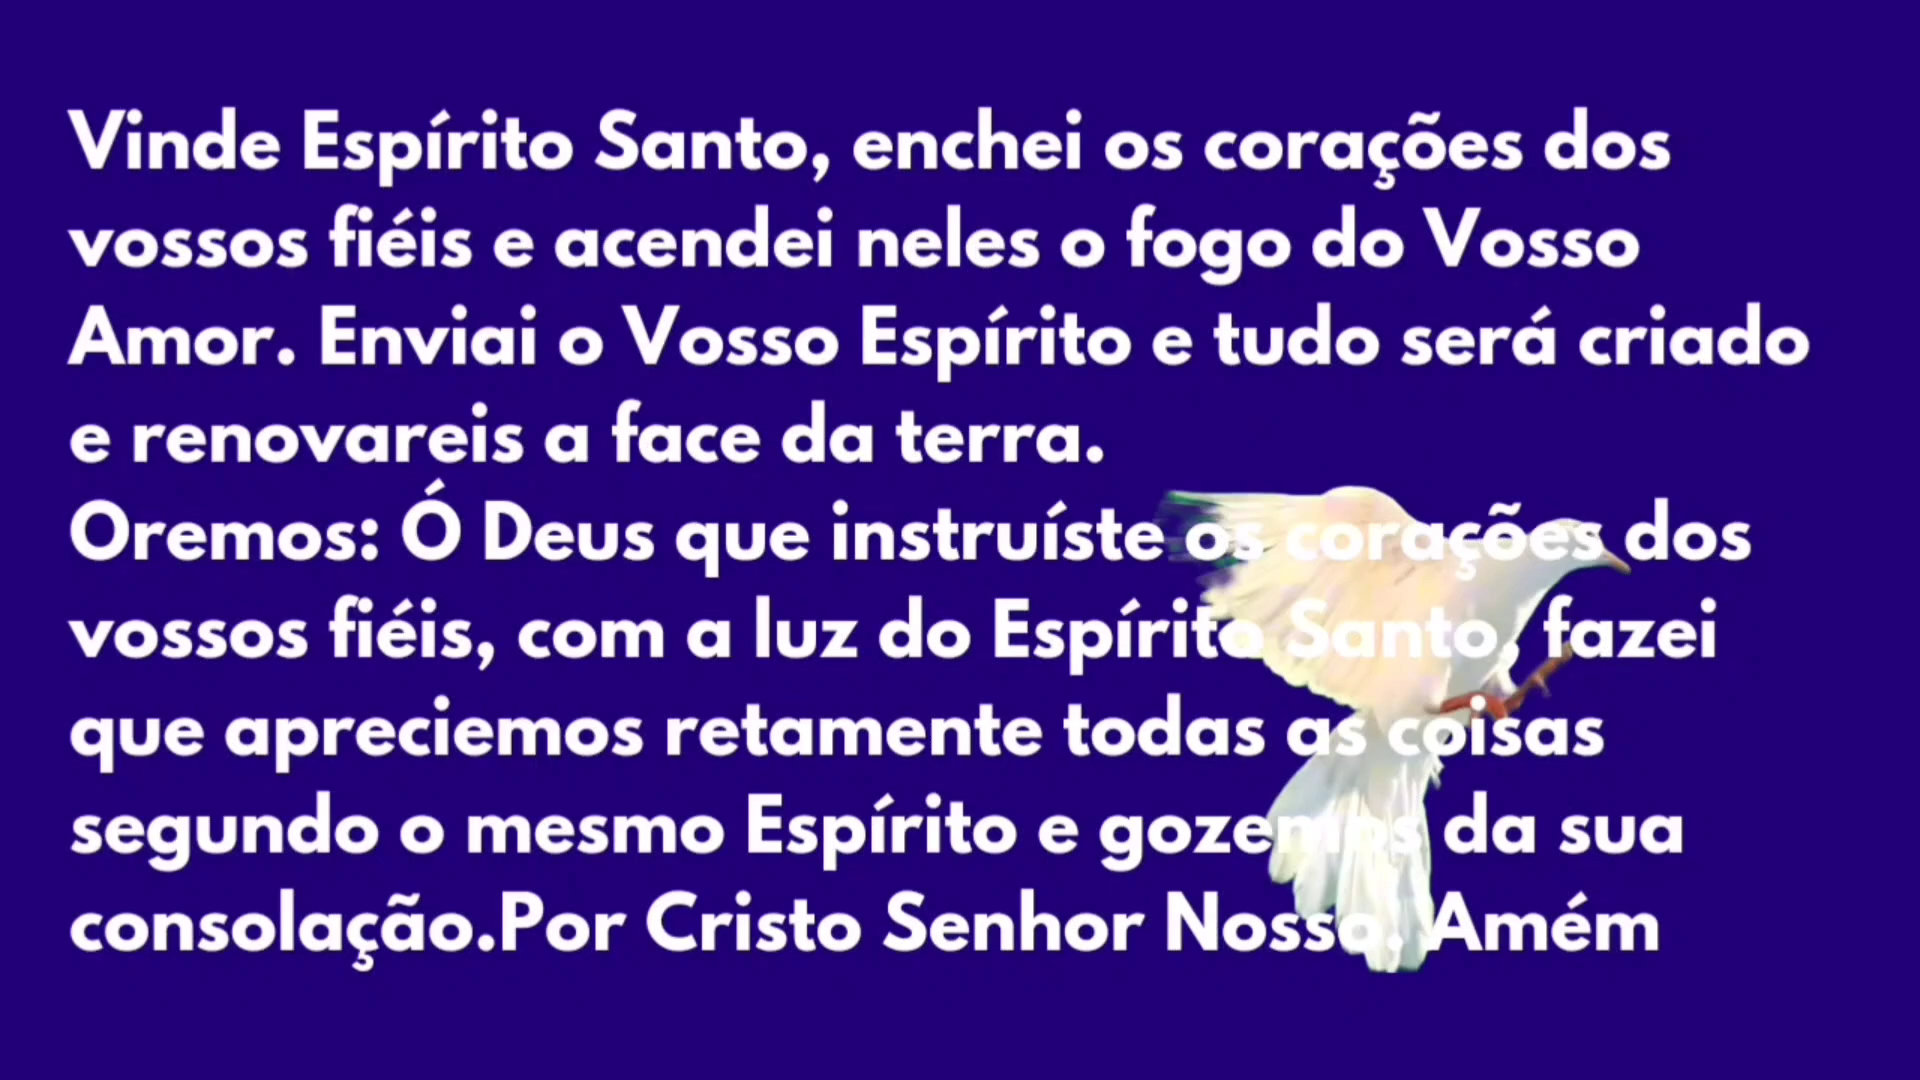 Vinde Espírito Santo, enchei os corações dos
vossos fiéis e acendei neles o fogo do Vosso
Amor. Enviai o Vosso Espírito e tudo será criado
e renovareis a face da terra.
Oremos: Ó Deus que instruíste os corações dos
vossos fiéis, com a luz do Espírito Santo, fazei
que apreciemos retamente todas as coisas
segundo o mesmo Espírito e gozemos da sua
consolação.Por Cristo Senhor Nosso. Amém